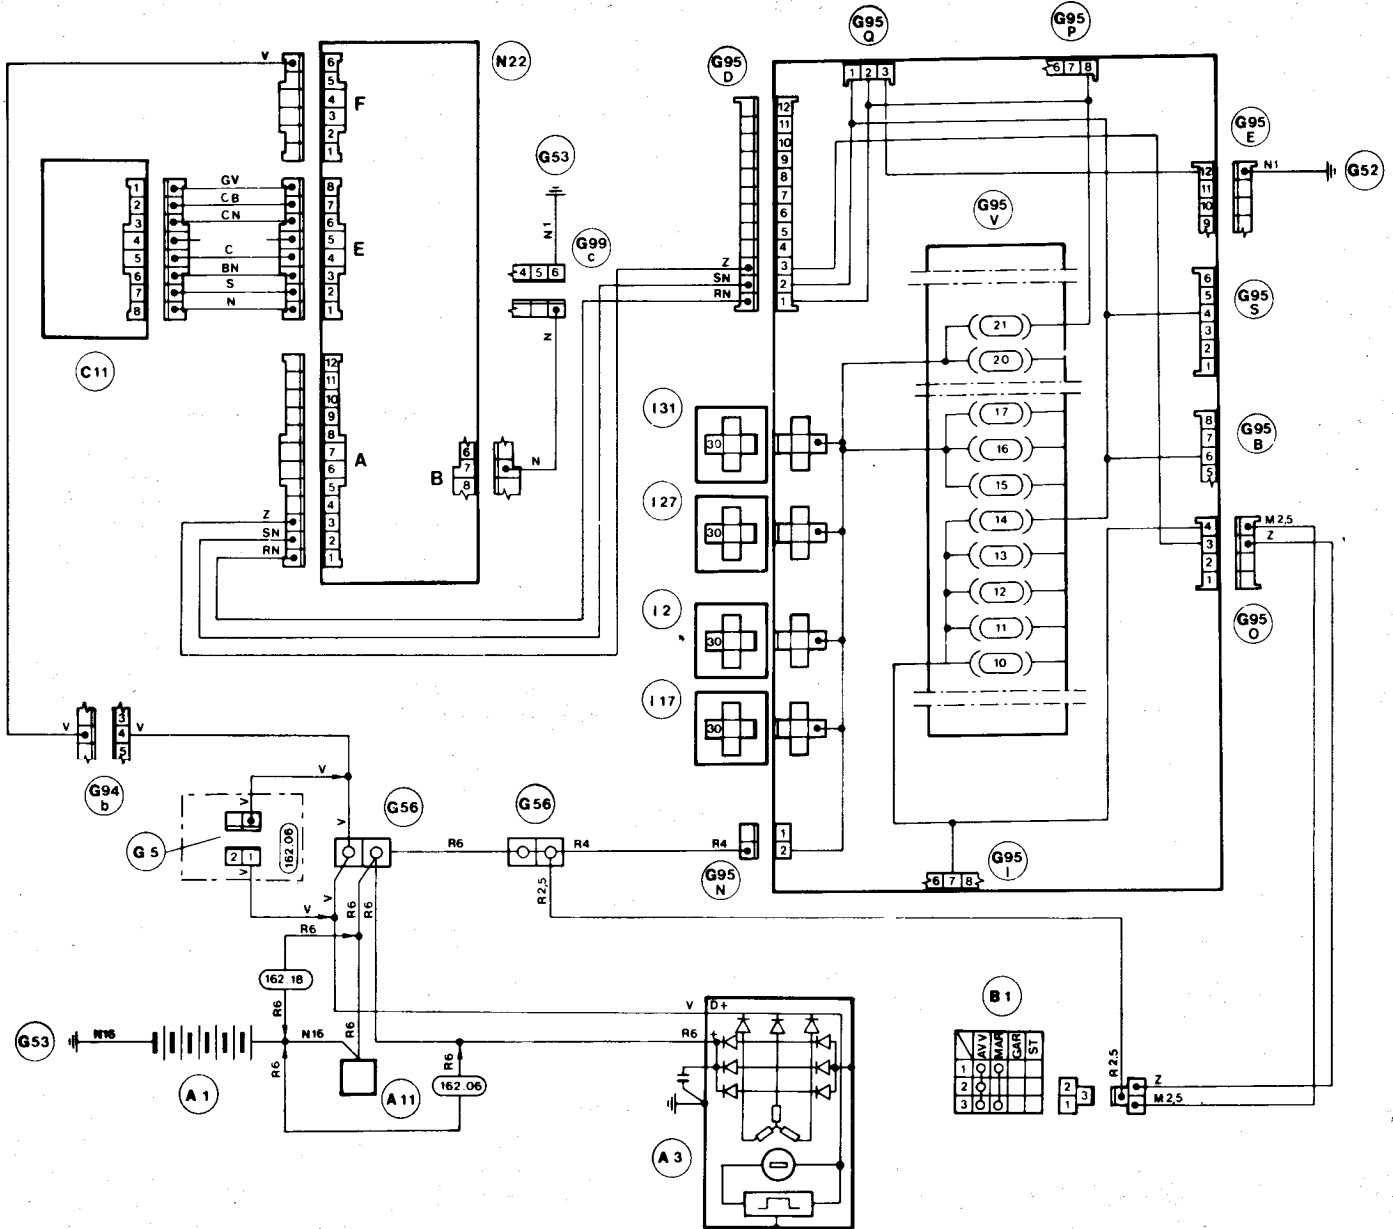 G95 Q
G95 P
N22
G95 D
V
6
5
4
3
2
1
F
1 2 3
6 7 8
G53
G95 E
N1
G52
12
11
10
9
8
7
6
5
4
3
2
1
12
11
10
9
G95 V
1
2
3
4
5
6
7
8
GV
CB
CN
C
BN
S
N
8
7
6
5
4
3
2
1
E
N1
G99 c
4 5 6
Z
SN
RN
6
5
4
3
2
1
G95 S
C11
N
21
20
17
16
15
14
13
12
11
10
12
11
10
9
8
7
6
5
4
3
2
1
A
B
6
7
8
N
I31
30
I27
30
I2
30
I17
30
8
7
6
5
G95 B
4
3
2
1
M2,5
Z
G95 O
Z
SN
RN
V
3
4
5
V
G94 b
V
V
G5
2 1
162.06
V
V
G56
V
R6
G56
R4
R4
1
2
G95 N
6 7 8
G95 I
V
R6
R6
R2,5
R6
162.18
R6
G53
N16
N16
R6
R6
R6
162.06
A1
A11
V
D+
R6
+
A3
B1
AVV
MAR
GAR
ST
1
2
3
2
1
3
R2,5
Z
M2,5